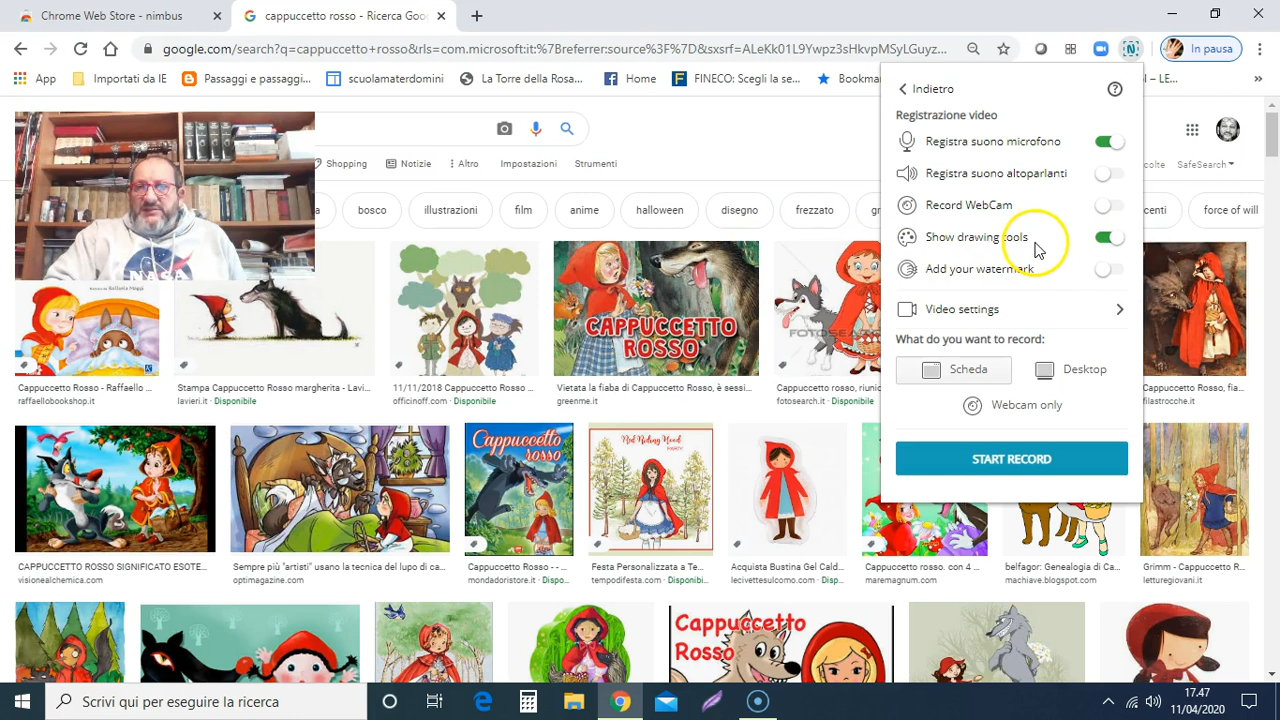 Chrome Web Store - nimbus
cappuccetto rosso - Ricerca Goo
google.com/search?q=cappuccetto+rosso&rls=com.microsoft:it:%7Breferrer:source%3F%7D&sxsrf=ALeKk01L9Ywpz3sHkvpMSyLGuyz...
In pausa
App
Importati da IE
Passaggi e passaggi...
scuolamaterdomini
La Torre della Rosa...
Home
FINECO: Scegli la se...
Bookma
– LE...
Shopping
Notizie
Altro
Impostazioni
Strumenti
SafeSearch
bosco
illustrazioni
film
anime
halloween
disegno
frezzato
force of will
Indietro
Registrazione video
Registra suono microfono
Registra suono altoparlanti
Record WebCam
Show drawing tools
Add your watermark
Video settings
What do you want to record:
Scheda
Desktop
Webcam only
START RECORD
NASA
Roberto Maggi
CAPPUCCETTO
ROSSO
Cappuccetto Rosso - Raffaello ...
raffaellobookshop.it
Stampa Cappuccetto Rosso margherita - Lavi...
lavieri.it · Disponibile
11/11/2018 Cappuccetto Rosso ...
officinoff.com · Disponibile
Vietata la fiaba di Cappuccetto Rosso, è sessi...
greenme.it
Cappuccetto rosso, riunic
fotosearch.it · Disponibile
Rosso, fia...
filastrocche.it
Cappuccetto
rosso
Red Riding Hood
CAPPUCCETTO ROSSO SIGNIFICATO ESOTE...
visionealchemica.com
Sempre più "artisti" usano la tecnica del lupo di ca...
optimagazine.com
Cappuccetto Rosso - - ...
mondadoristore.it · Dispo...
Festa Personalizzata a Te...
tempodifesta.com · Disponibi...
Acquista Bustina Gel Cald...
lecivettesulcomo.com · Disp...
Cappuccetto rosso. con 4 ...
maremagnum.com
belfagor: Genealogia di Ca...
machiave.blogspot.com
Grimm - Cappuccetto R...
letturegiovani.it
Cappuccetto
Rosso
Scrivi qui per eseguire la ricerca
17.47
11/04/2020